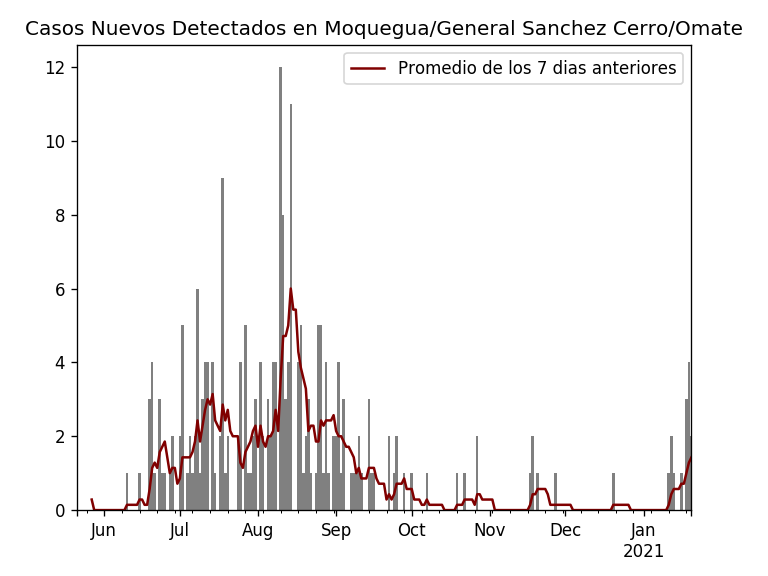 Casos Nuevos Detectados en Moquegua/General Sanchez Cerro/Omate
Promedio de los 7 dias anteriores
12
10
8
6
4
2
0
Jun Jul Aug Sep Oct Nov Dec Jan
2021